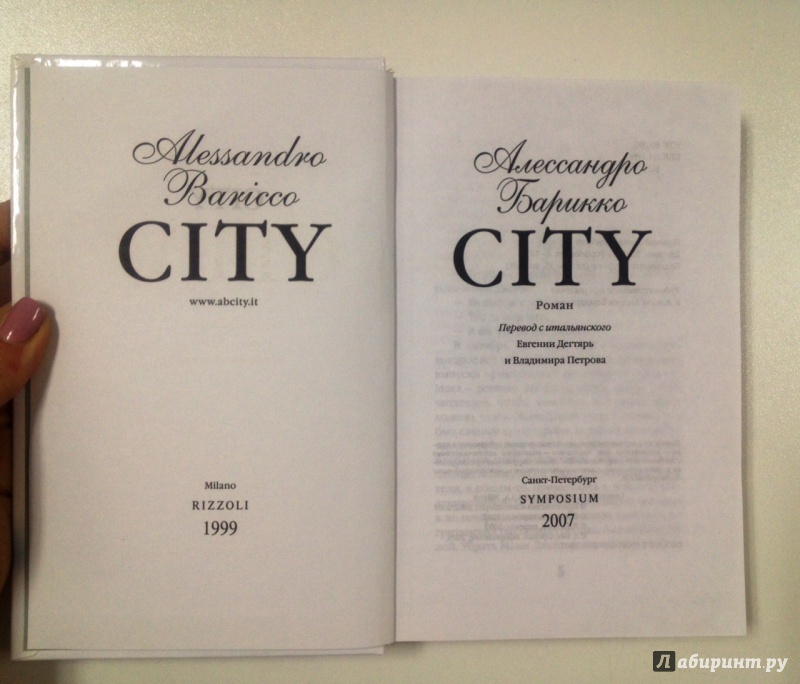 Alessandro
Baricco
CITY
www.abcity.it
Milano
RIZZOLI
1999
Алессандро
Барикко
CITY
Роман
Перевод с итальянского
Евгении Дегтярь
и Владимира Петрова
Санкт-Петербург
SYMPOSIUM
2007
5
Лабиринт.ру